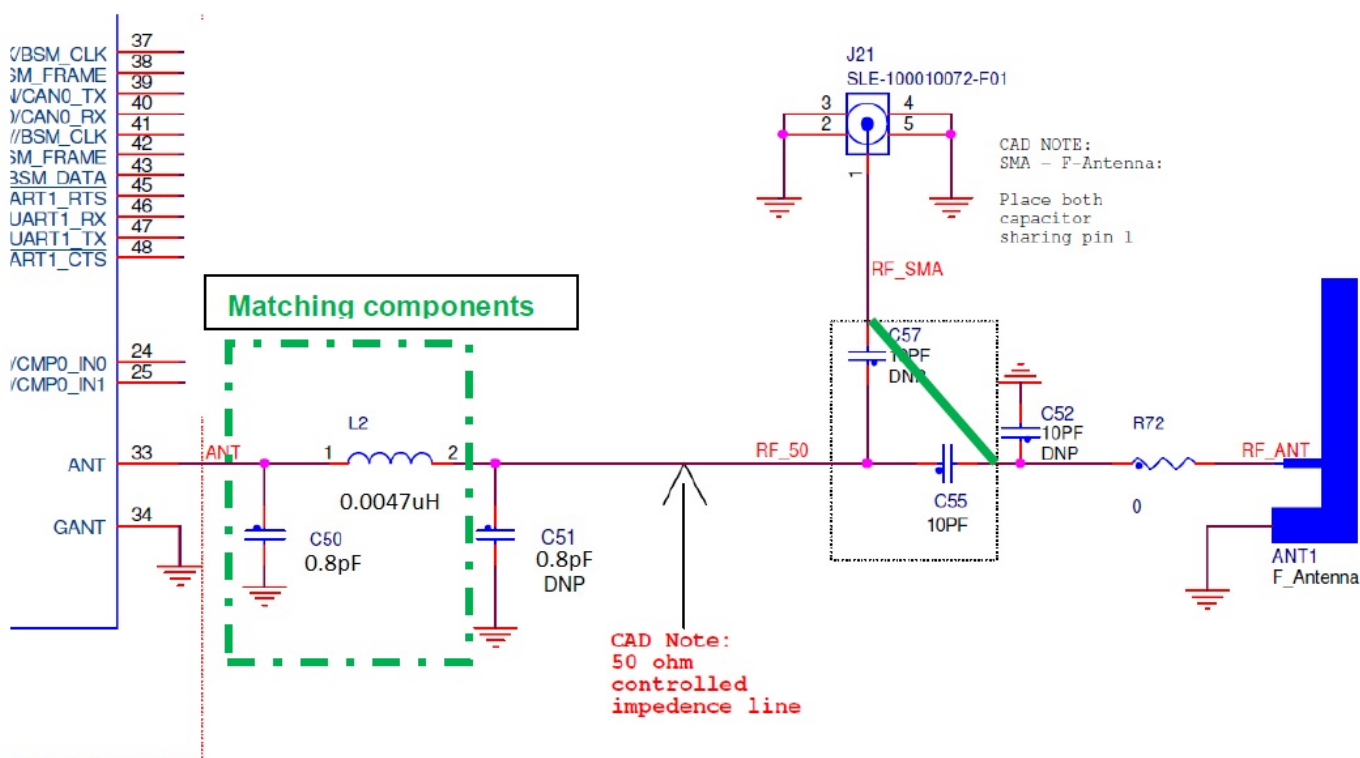 37
/BSM_CLK
38
SM_FRAME
39
/CAN0_TX
40
/CAN0_RX
41
/BSM_CLK
42
SM_FRAME
43
BSM_DATA
45
ART1_RTS
46
UART1_RX
47
UART1_TX
48
ART1_CTS
24
/CMP0_IN0
25
/CMP0_IN1
33
ANT
ANT
34
GANT
Matching components
L2
1
2
0.0047uH
C50
0.8pF
C51
0.8pF
DNP
CAD Note:
50 ohm
controlled
impedence line
RF_50
J21
SLE-100010072-F01
3
4
2
5
1
CAD NOTE:
SMA - F-Antenna:
Place both
capacitor
sharing pin 1
RF_SMA
C57
10PF
DNP
C55
10PF
C52
10PF
DNP
R72
0
RF_ANT
ANT1
F_Antenna